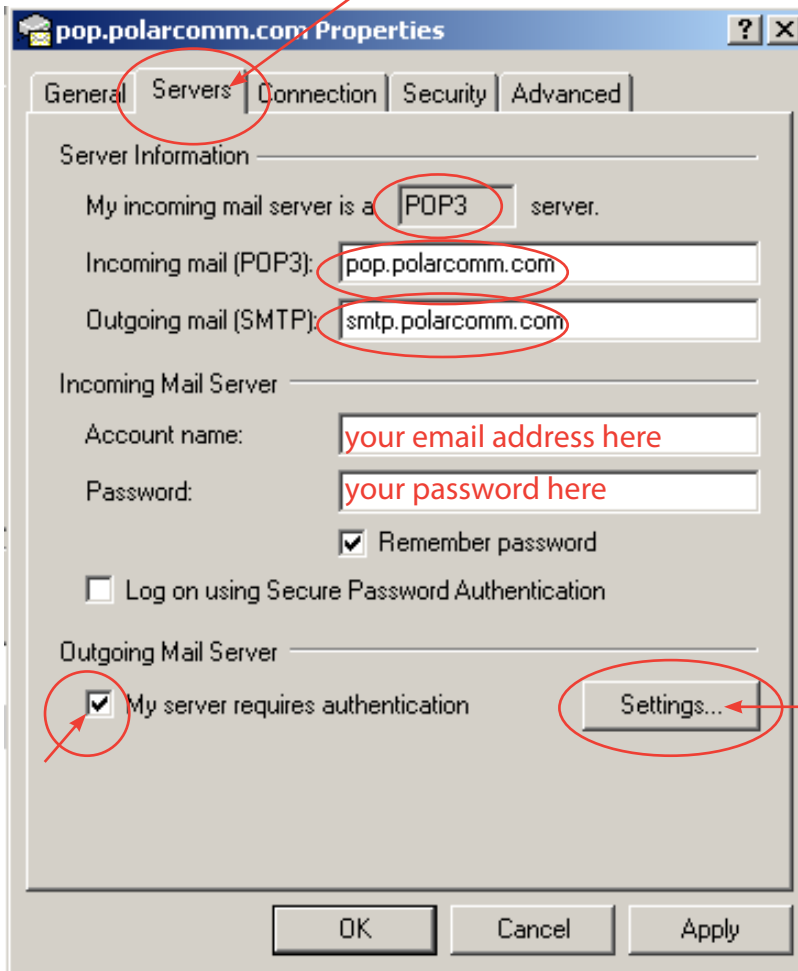 pop.polarcomm.com Properties
General Servers Connection Security Advanced
Server Information
My incoming mail server is a POP3 server.
Incoming mail (POP3): pop.polarcomm.com
Outgoing mail (SMTP): smtp.polarcomm.com
Incoming Mail Server
Account name: your email address here
Password: your password here
Remember password
Log on using Secure Password Authentication
Outgoing Mail Server
My server requires authentication Settings...
OK Cancel Apply